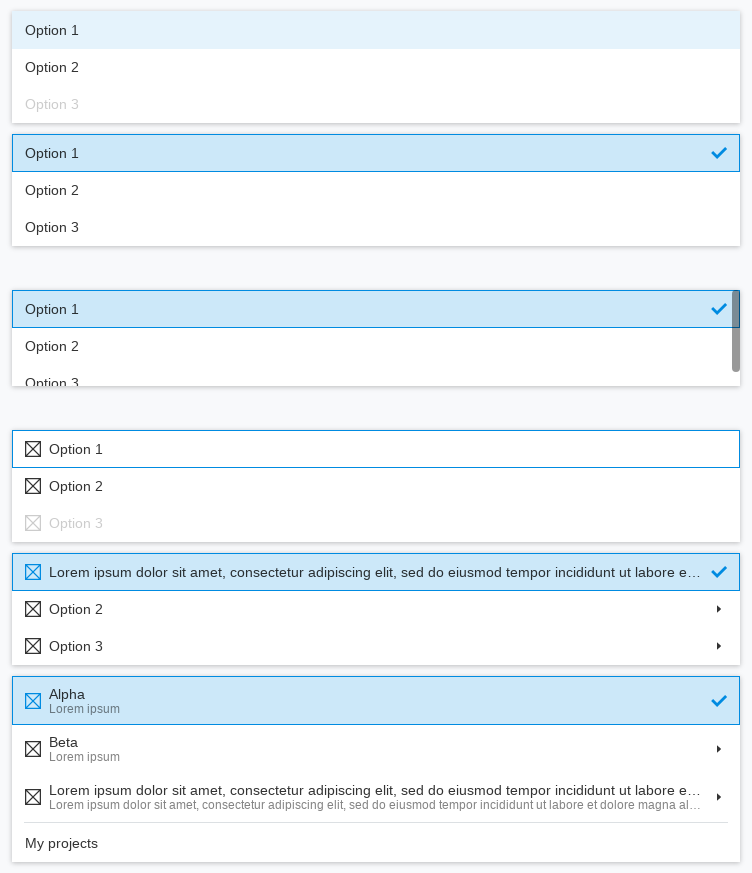 Option 1
Option 2
Option 3
Option 1
Option 2
Option 3
Option 1
Option 2
Option 3
Option 1
Option 2
Option 3
Lorem ipsum dolor sit amet, consectetur adipiscing elit, sed do eiusmod tempor incididunt ut labore e…
Option 2
Option 3
Alpha
Lorem ipsum
Beta
Lorem ipsum
Lorem ipsum dolor sit amet, consectetur adipiscing elit, sed do eiusmod tempor incididunt ut labore e…
Lorem ipsum dolor sit amet, consectetur adipiscing elit, sed do eiusmod tempor incididunt ut labore et dolore magna al…
My projects